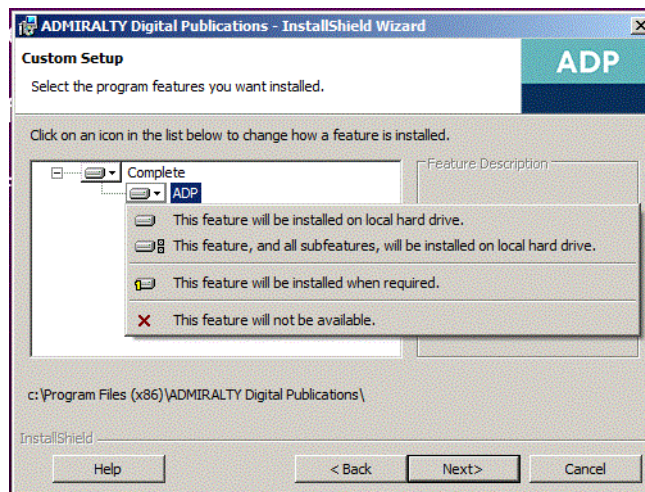 ADMIRALTY Digital Publications - InstallShield Wizard
Custom Setup
Select the program features you want installed.
ADP
Click on an icon in the list below to change how a feature is installed.
Complete
Feature Description
ADP
This feature will be installed on local hard drive.
This feature, and all subfeatures, will be installed on local hard drive.
This feature will be installed when required.
This feature will not be available.
c:\Program Files (x86)\ADMIRALTY Digital Publications\
InstallShield
Help
< Back
Next>
Cancel